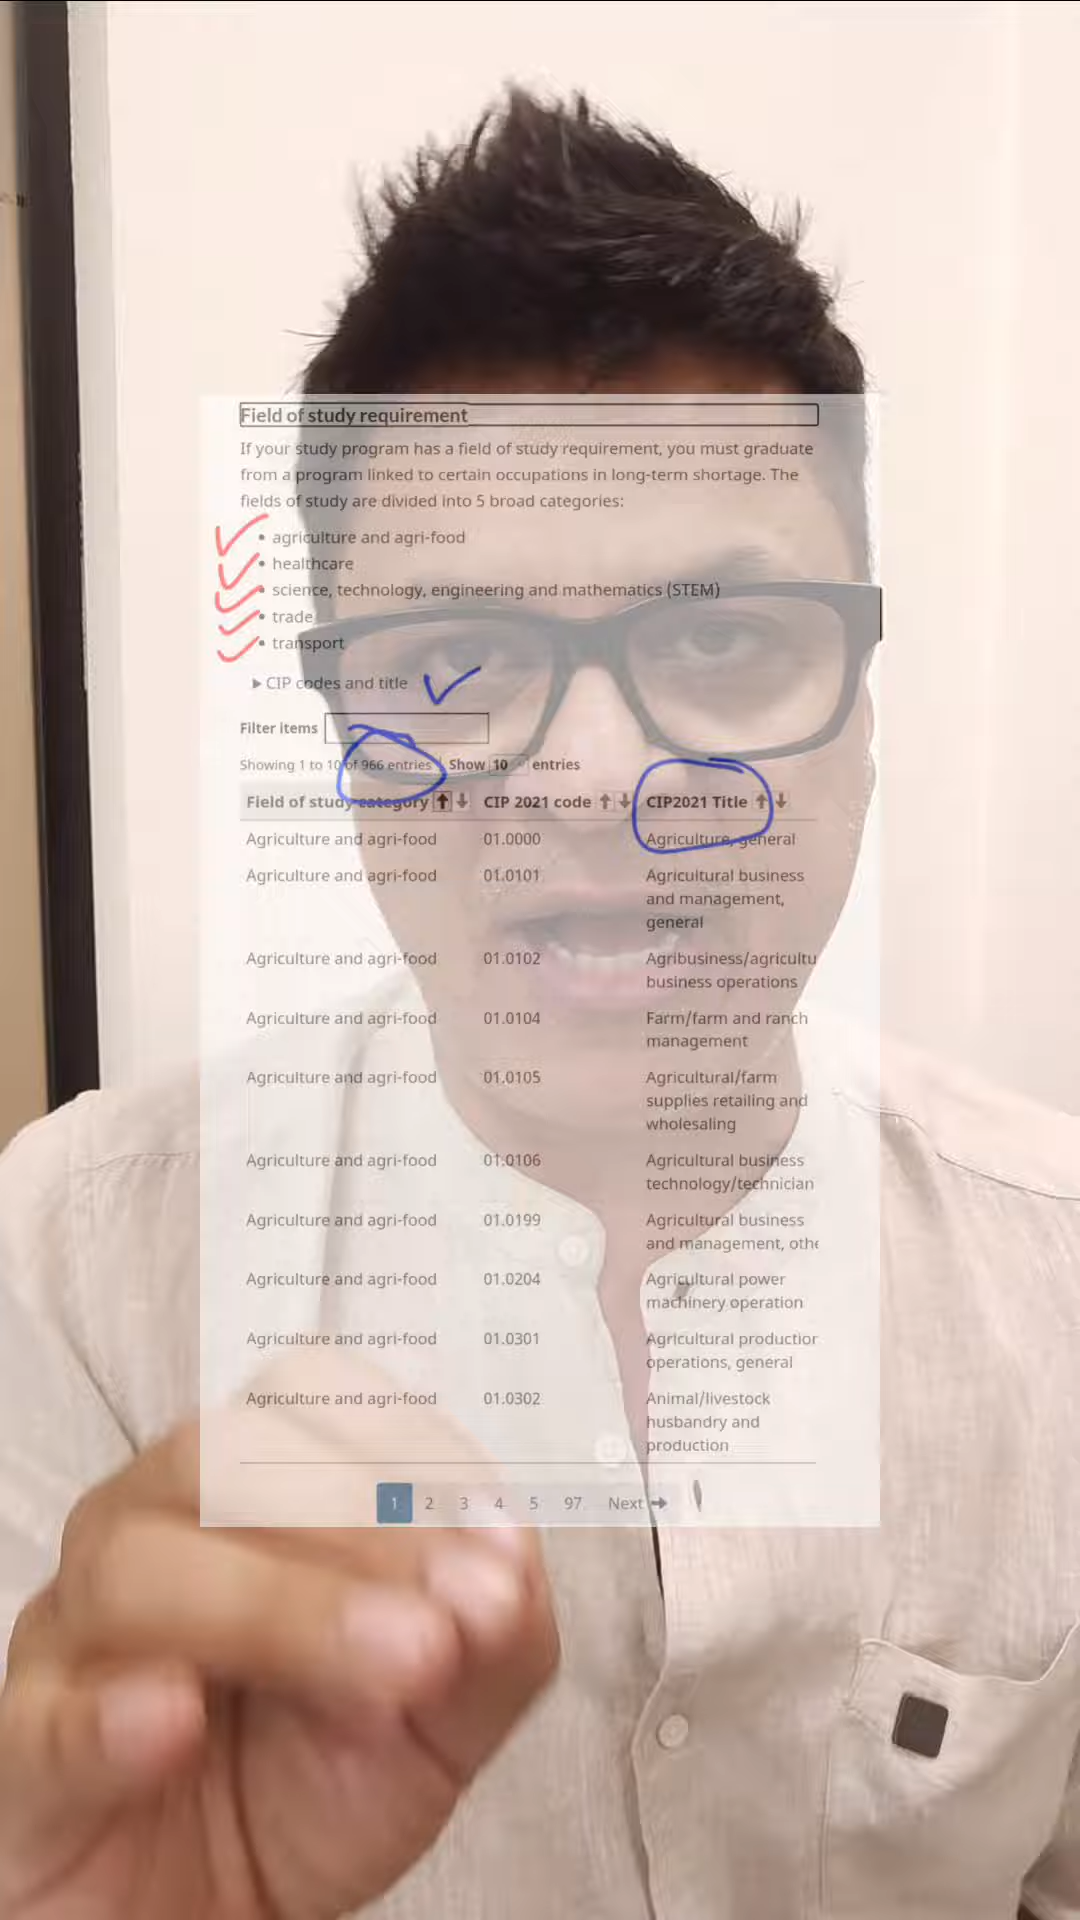 Field of study requirement
If your study program has a field of study requirement, you must graduate
from a program linked to certain occupations in long-term shortage. The
fields of study are divided into 5 broad categories:
• agriculture and agri-food
• healthcare
• science, technology, engineering and mathematics (STEM)
• trade
• transport
CIP codes and title
Filter items
Showing 1 to 10 of 966 entries | Show 10 entries
Field of study category CIP 2021 code CIP2021 Title
Agriculture and agri-food 01.0000 Agriculture, general
Agriculture and agri-food 01.0101 Agricultural business
and management,
general
Agriculture and agri-food 01.0102 Agribusiness/agricultu
business operations
Agriculture and agri-food 01.0104 Farm/farm and ranch
management
Agriculture and agri-food 01.0105 Agricultural/farm
supplies retailing and
wholesaling
Agriculture and agri-food 01.0106 Agricultural business
technology/technician
Agriculture and agri-food 01.0199 Agricultural business
and management, othe
Agriculture and agri-food 01.0204 Agricultural power
machinery operation
Agriculture and agri-food 01.0301 Agricultural production
operations, general
Agriculture and agri-food 01.0302 Animal/livestock
husbandry and
production
1 2 3 4 5 97 Next